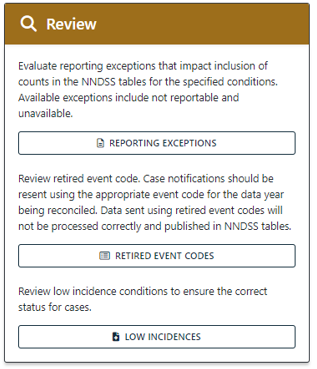 Review
Evaluate reporting exceptions that impact inclusion of
counts in the NNDSS tables for the specified conditions.
Available exceptions include not reportable and
unavailable.
REPORTING EXCEPTIONS
Review retired event code. Case notifications should be
resent using the appropriate event code for the data year
being reconciled. Data sent using retired event codes will
not be processed correctly and published in NNDSS tables.
RETIRED EVENT CODES
Review low incidence conditions to ensure the correct
status for cases.
LOW INCIDENCES